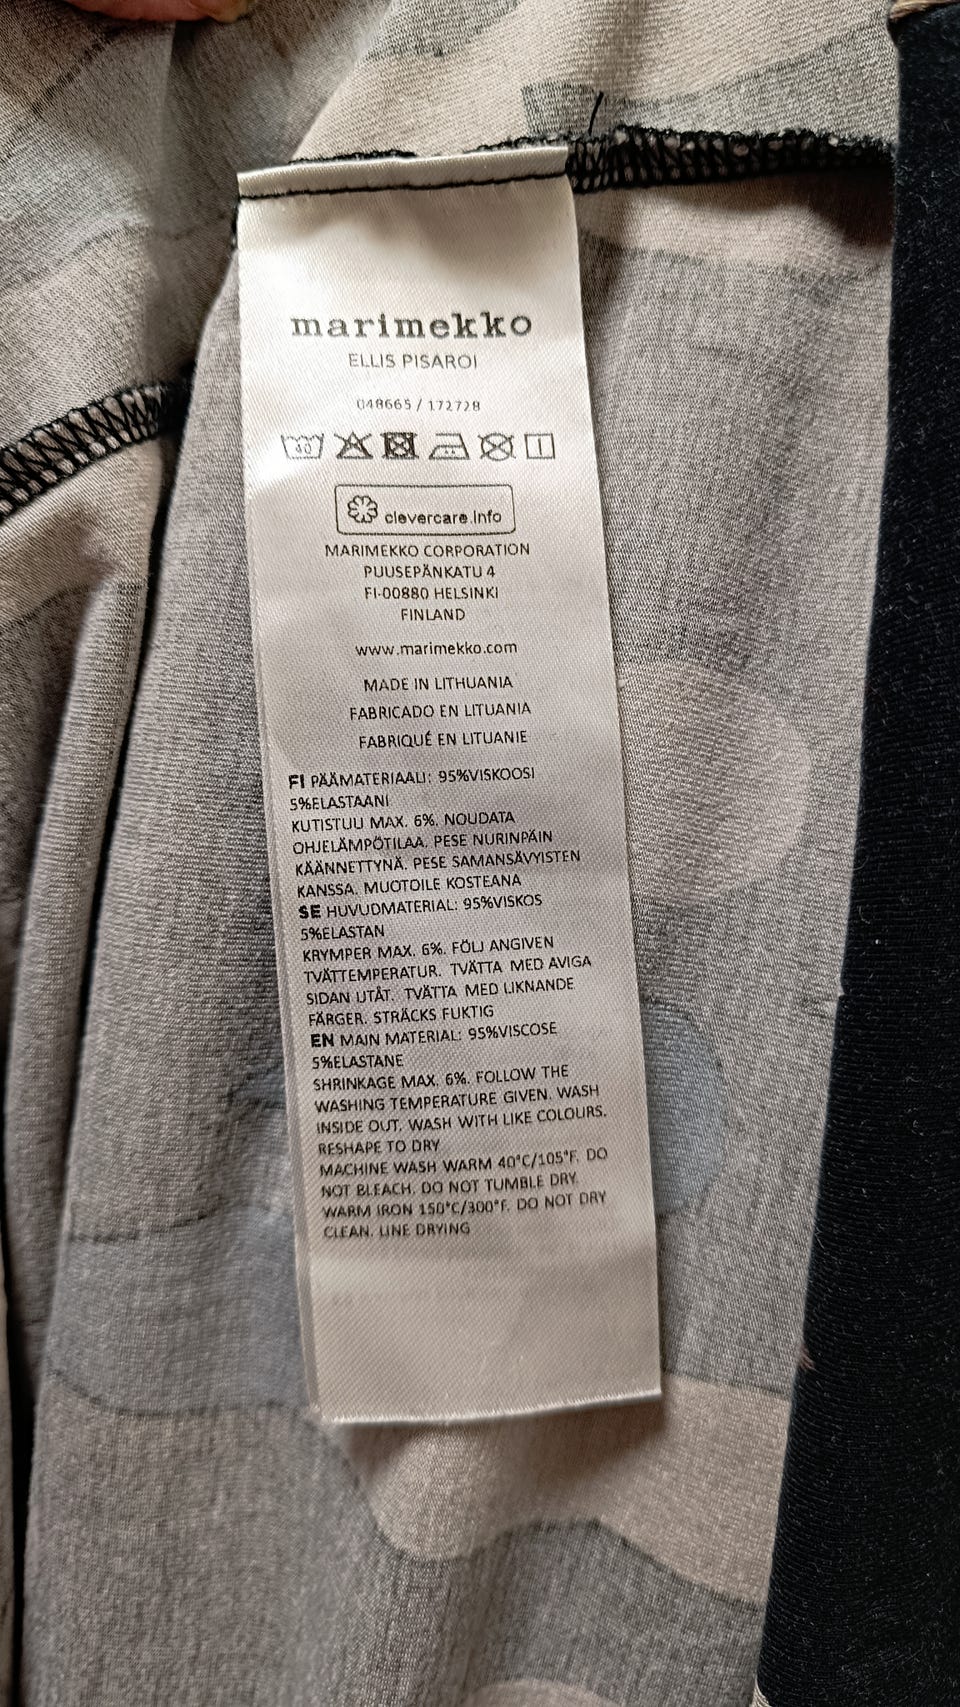 marimekko
ELLIS PISAROI
048665 / 172728
40
clevercare.info
MARIMEKKO CORPORATION
PUUSEPÄNKATU 4
FI-00880 HELSINKI
FINLAND
www.marimekko.com
MADE IN LITHUANIA
FABRICADO EN LITUANIA
FABRIQUÉ EN LITUANIE
FI PÄÄMATERIAALI: 95%VISKOOSI
5%ELASTAANI
KUTISTUU MAX. 6%. NOUDATA
OHJELÄMPÖTILAA. PESE NURINPÄIN
KÄÄNNETTYNÄ. PESE SAMANSÄVYISTEN
KANSSA. MUOTOILE KOSTEANA
SE HUVUDMATERIAL: 95%VISKOS
5%ELASTAN
KRYMPER MAX. 6%. FÖLJ ANGIVEN
TVÄTTEMPERATUR. TVÄTTA MED AVIGA
SIDAN UTÅT. TVÄTTA MED LIKNANDE
FÄRGER. STRÄCKS FUKTIG
EN MAIN MATERIAL: 95%VISCOSE
5%ELASTANE
SHRINKAGE MAX. 6%. FOLLOW THE
WASHING TEMPERATURE GIVEN. WASH
INSIDE OUT. WASH WITH LIKE COLOURS.
RESHAPE TO DRY
MACHINE WASH WARM 40°C/105°F. DO
NOT BLEACH. DO NOT TUMBLE DRY.
WARM IRON 150°C/300°F. DO NOT DRY
CLEAN. LINE DRYING